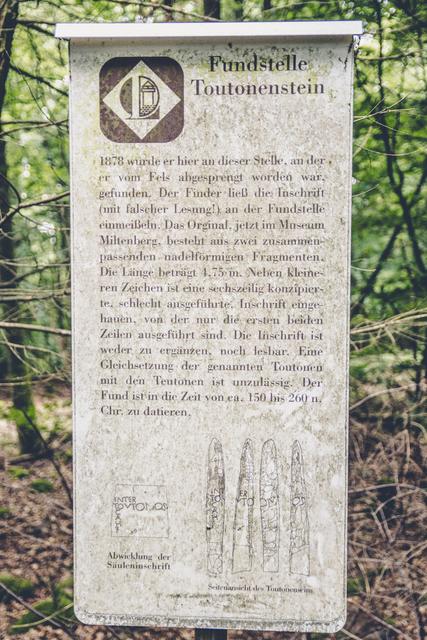 Fundstelle
Toutonenstein
1878 wurde er hier an dieser Stelle, an der
er vom Fels abgesprengt worden war,
gefunden. Der Finder ließ die Inschrift
(mit falscher Lesung!) an der Fundstelle
einmeißeln. Das Orginal, jetzt im Museum
Miltenberg, besteht aus zwei zusammen-
passenden nadelförmigen Fragmenten.
Die Länge beträgt 4,75 m. Neben kleine-
ren Zeichen ist eine sechszeilig konzipier-
te, schlecht ausgeführte, Inschrift einge-
hauen, von der nur die ersten beiden
Zeilen ausgeführt sind. Die Inschrift ist
weder zu ergänzen, noch lesbar. Eine
Gleichsetzung der genannten Toutonen
mit den Teutonen ist unzulässig. Der
Fund ist in die Zeit von ca. 150 bis 260 n.
Chr. zu datieren.
INTER
TOVTONOS
Abwicklung der
Säuleninschrift
Seitenansicht des Toutonensteins